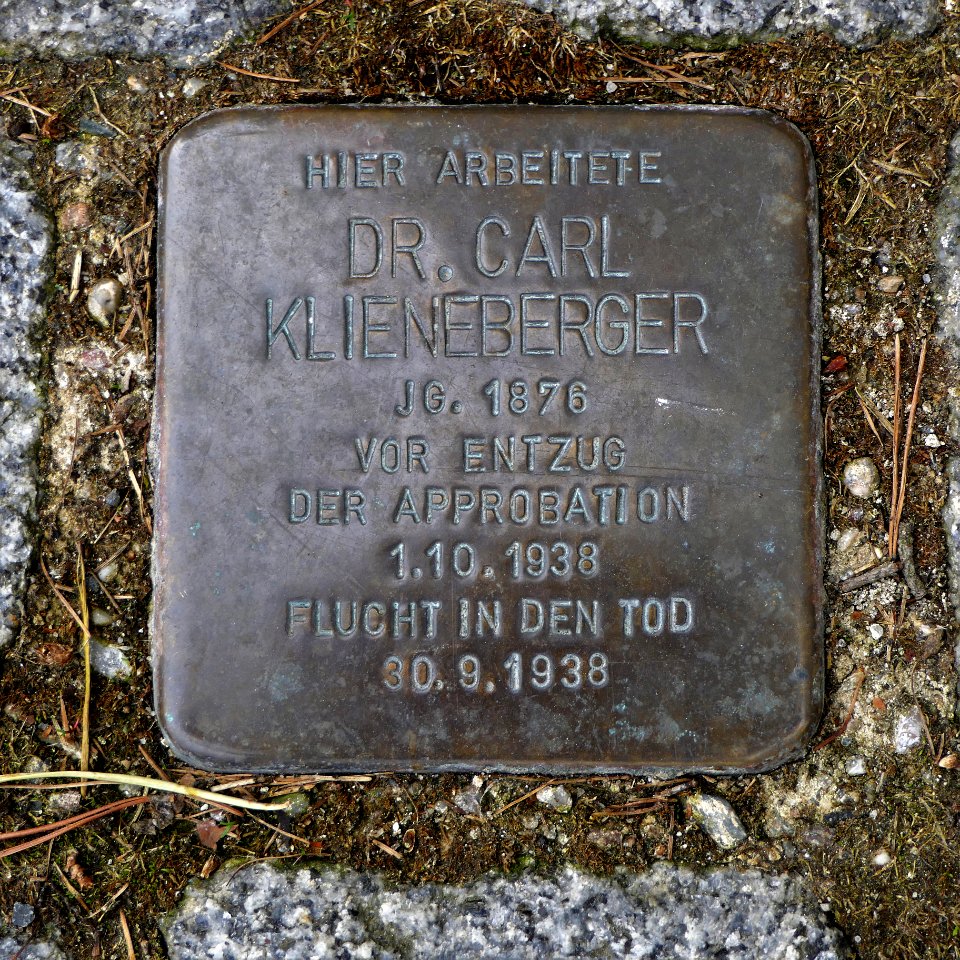 HIER ARBEITETE
DR. CARL
KLIENEBERGER
JG. 1876
VOR ENTZUG
DER APPROBATION
1.10.1938
FLUCHT IN DEN TOD
30.9.1938